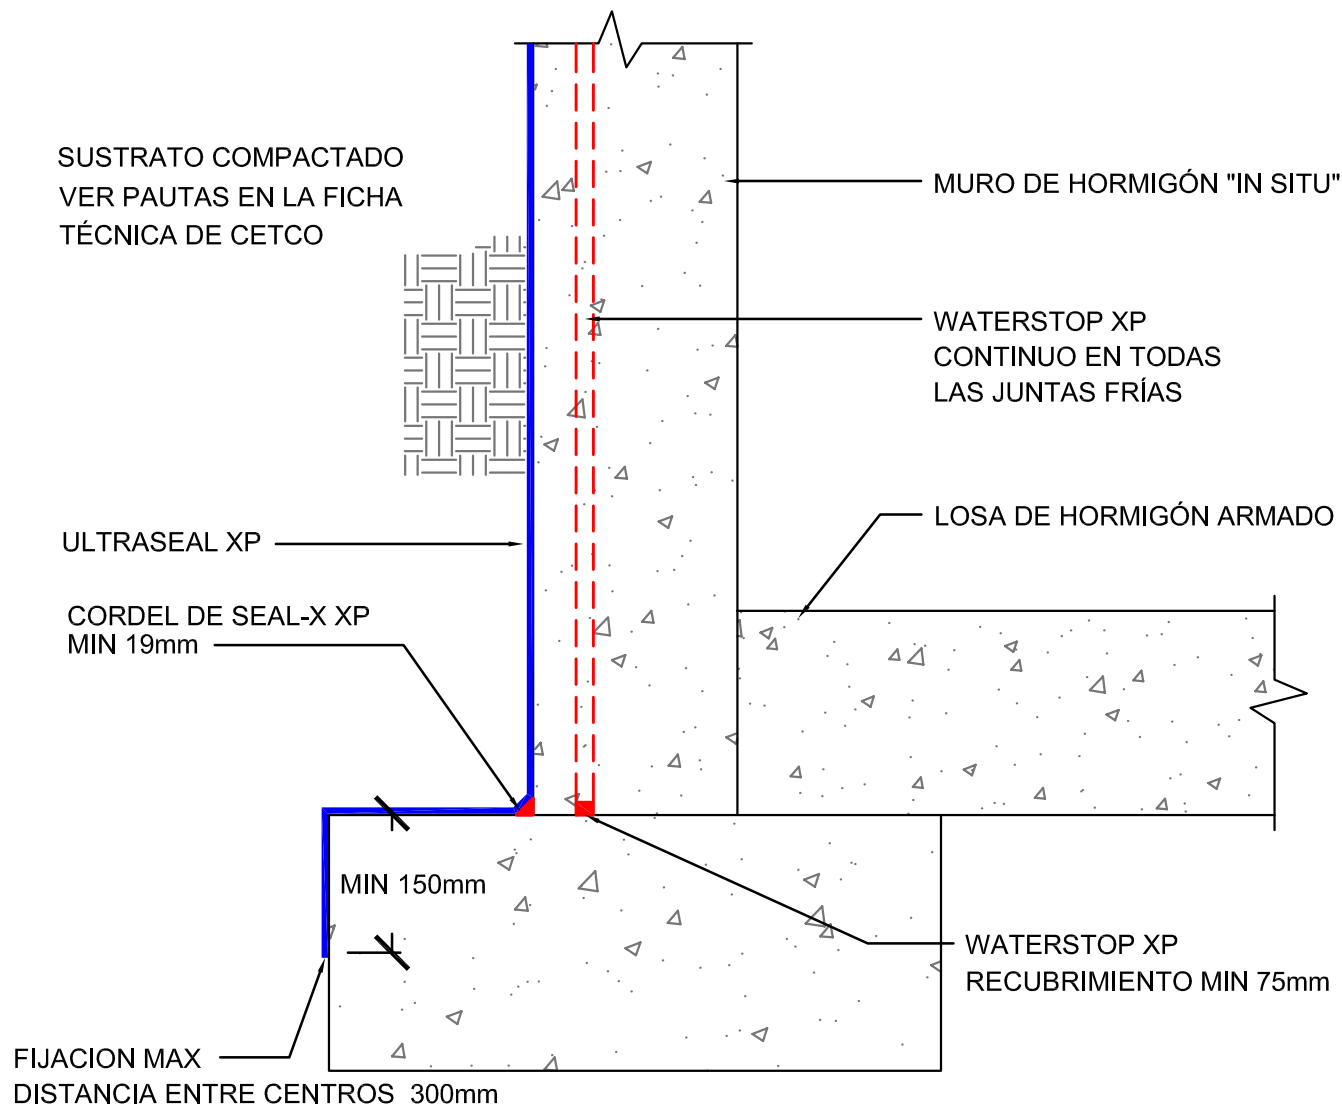 SUSTRATO COMPACTADO
VER PAUTAS EN LA FICHA
TÉCNICA DE CETCO
MURO DE HORMIGÓN "IN SITU"
WATERSTOP XP
CONTINUO EN TODAS
LAS JUNTAS FRÍAS
LOSA DE HORMIGÓN ARMADO
ULTRASEAL XP
CORDEL DE SEAL-X XP
MIN 19mm
MIN 150mm
WATERSTOP XP
RECUBRIMIENTO MIN 75mm
FIJACION MAX
DISTANCIA ENTRE CENTROS 300mm